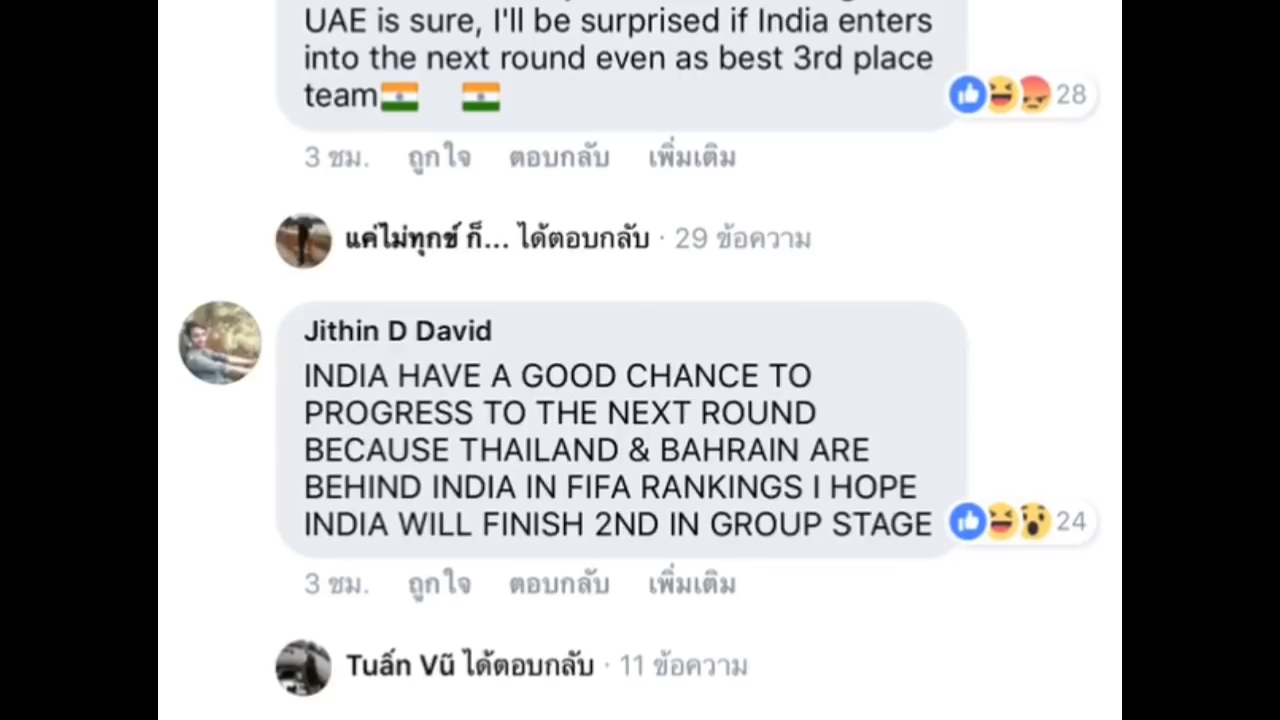 UAE is sure, I'll be surprised if India enters
into the next round even as best 3rd place
team🇮🇳 🇮🇳
28
3 ชม. ถูกใจ ตอบกลับ เพิ่มเติม
แค่ไม่ทุกข์ ก็... ได้ตอบกลับ · 29 ข้อความ
Jithin D David
INDIA HAVE A GOOD CHANCE TO
PROGRESS TO THE NEXT ROUND
BECAUSE THAILAND & BAHRAIN ARE
BEHIND INDIA IN FIFA RANKINGS I HOPE
INDIA WILL FINISH 2ND IN GROUP STAGE
24
3 ชม. ถูกใจ ตอบกลับ เพิ่มเติม
Tuấn Vũ ได้ตอบกลับ · 11 ข้อความ